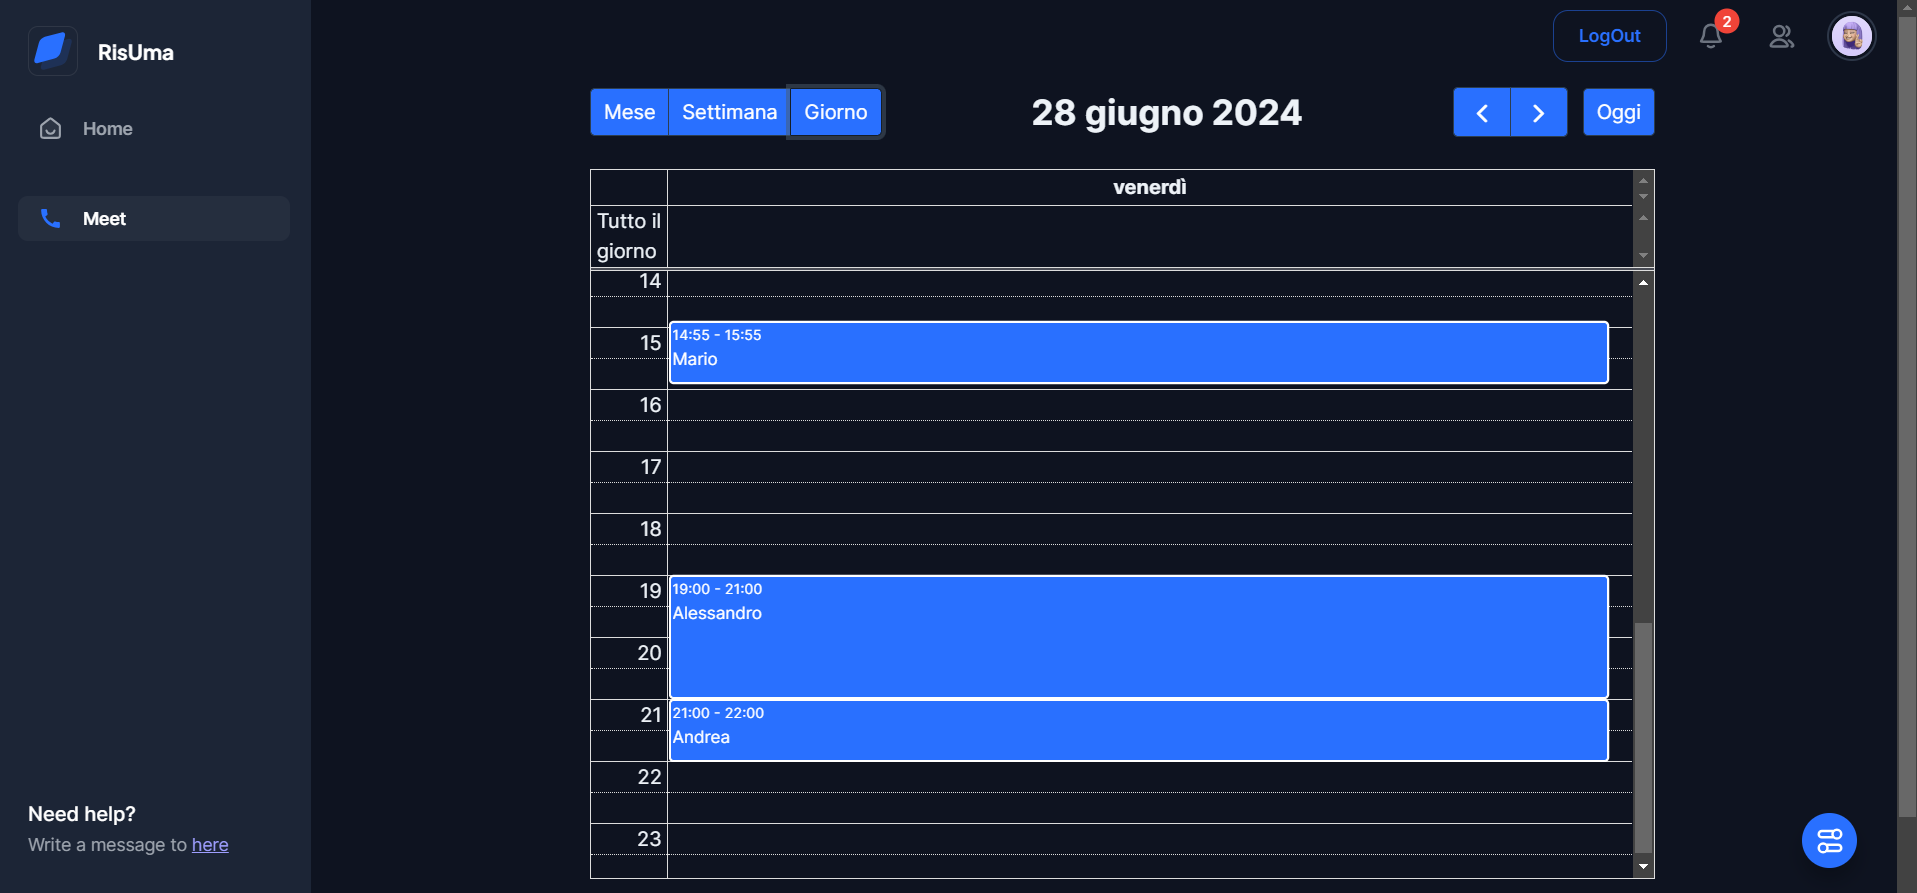 RisUma
Home
Meet
Need help?
Write a message to here
LogOut
2
Mese Settimana Giorno
28 giugno 2024
Oggi
venerdì
Tutto il
giorno
14
14:55 - 15:55
15
Mario
16
17
18
19:00 - 21:00
19
Alessandro
20
21:00 - 22:00
21
Andrea
22
23